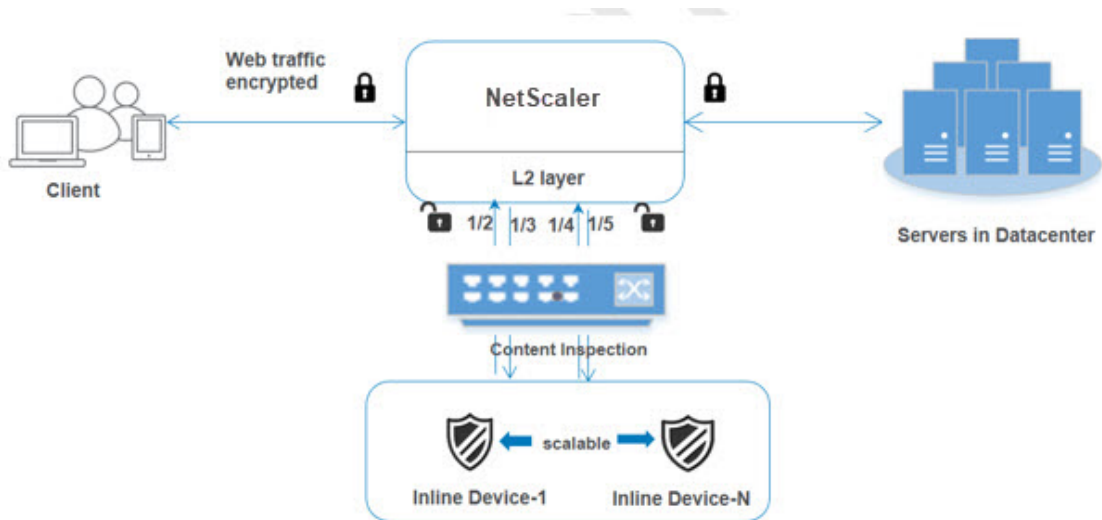 Web traffic
encrypted
NetScaler
L2 layer
Client
1/2 1/3 1/4 1/5
Servers in Datacenter
Content Inspection
scalable
Inline Device-1
Inline Device-N